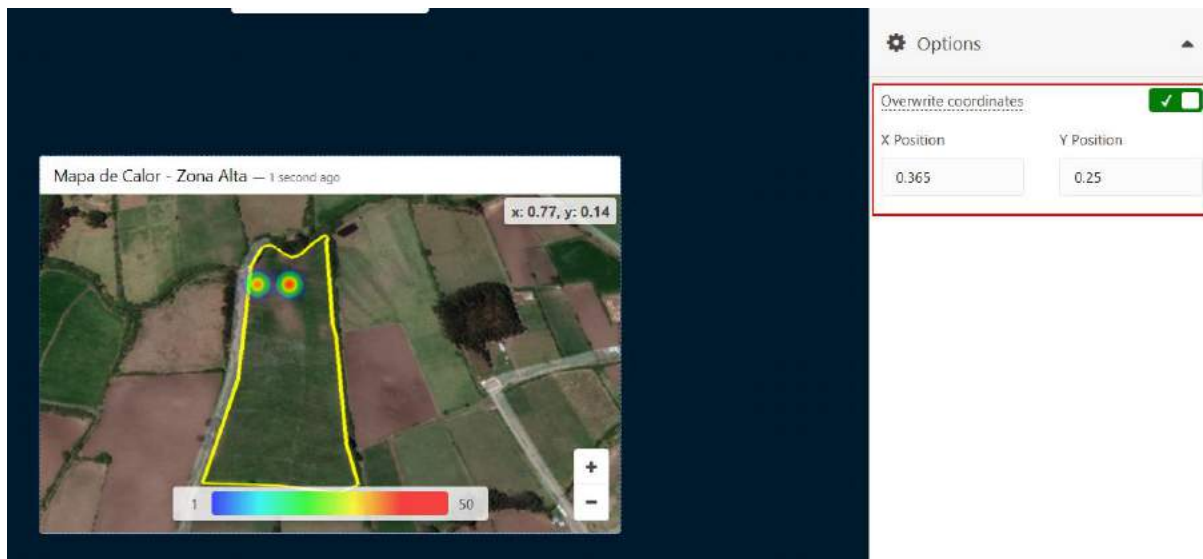 Options
Overwrite coordinates
X Position Y Position
0.365 0.25
Mapa de Calor - Zona Alta — 1 second ago
x: 0.77, y: 0.14
+
−
1 50